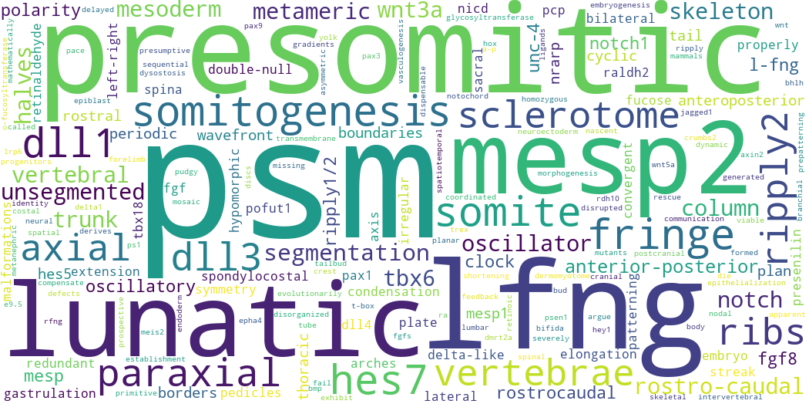 polarity
mesoderm
metameric
wnt3a
nicd
pcp
embryogenesis
bilateral
skeleton
presomitic
halves
retinaldehyde
left-right
double-null
unc-4
notch1
tail
cyclic
properly
l-fng
raldh2
nrarp
sacral
spina
rostral
somitogenesis
sclerotome
fucose
anteroposterior
dll1
periodic
wavefront
boundaries
psm
mesp2
ripply2
vertebral
unsegmented
trunk
tbx18
fgf
hypomorphic
pofut1
ripply1/2
axis
irregular
somite
convergent
column
presenilin
axial
dll3
segmentation
oscillator
fringe
malformations
hes5
extension
spondylocostal
pax1
tbx6
clock
anterior-posterior
plan
oscillatory
symmetry
condensation
mesp1
patterning
notch
lunatic
lfng
ribs
fgf8
dll4
plate
delta-like
elongation
embryo
streak
redundant
mesp
paraxial
arches
thoracic
hes7
vertebrae
rostro-caudal
gastrulation
borders
pedicles
lateral
rostrocaudal
delayed
pax9
glycosyltransferase
wnt
hox
gradients
yolk
asymmetric
vasculogenesis
dispensable
pace
presumptive
sequential
dysostosis
pax3
ligands
ripply
mammals
bhlh
mathematically
fucosyltransferase
epiblast
notochord
homozygous
jagged1
called
lrp6
progenitors
forelimb
neuroectoderm
nascent
crumbs2
dynamic
axin2
prepatterning
transmembrane
missing
spatiotemporal
morphogenesis
wnt5a
generated
branchial
identity
costal
delta1
neural
spatial
derives
ps1
pudgy
mosaic
discs
coordinated
rdh10
disrupted
rescue
communication
viable
planar
trex
mutants
postcranial
formed
compensate
defects
e9.5
tailbud
crest
evolutionarily
shortening
dermomyotome
cranial
epithelialization
rfng
prospective
meis2
endoderm
epha4
disorganized
tube
t-box
fgfs
feedback
ra
retinoic
bud
psen1
bifida
severely
argue
hey1
nodal
die
apparent
body
establishment
primitive
bmp
fail
exhibit
lumbar
dmrt2a
spinal
skeletal
intervertebral